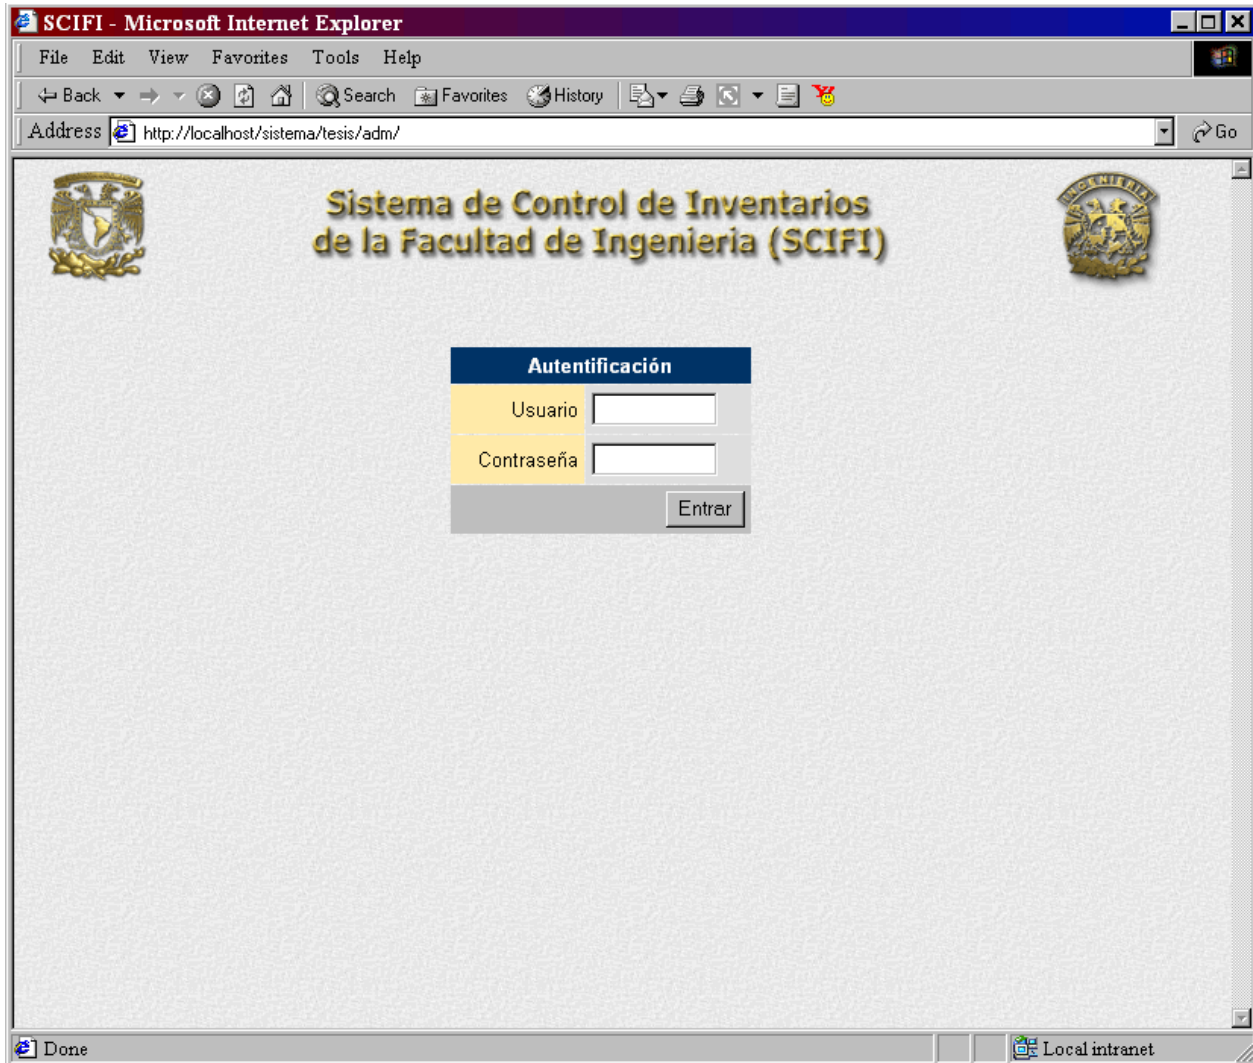 SCIFI - Microsoft Internet Explorer
File Edit View Favorites Tools Help
Back Search Favorites History
Address http://localhost/sistema/tesis/adm/ Go
INGENIERIA
Sistema de Control de Inventarios
de la Facultad de Ingenieria (SCIFI)
Autentificación
Usuario
Contraseña
Entrar
Done Local intranet